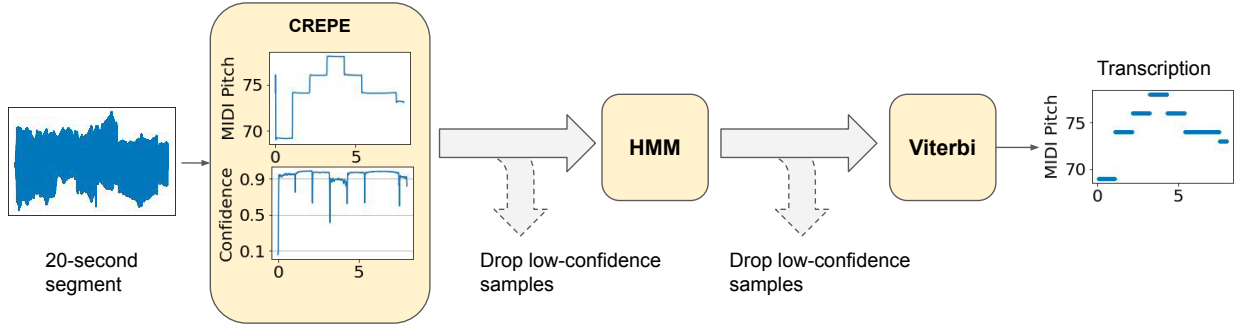 CREPE
MIDI Pitch
75
70
0
5
Confidence
0.9
0.5
0.1
0
5
20-second
segment
HMM
Drop low-confidence
samples
Drop low-confidence
samples
Viterbi
Transcription
MIDI Pitch
75
70
0
5